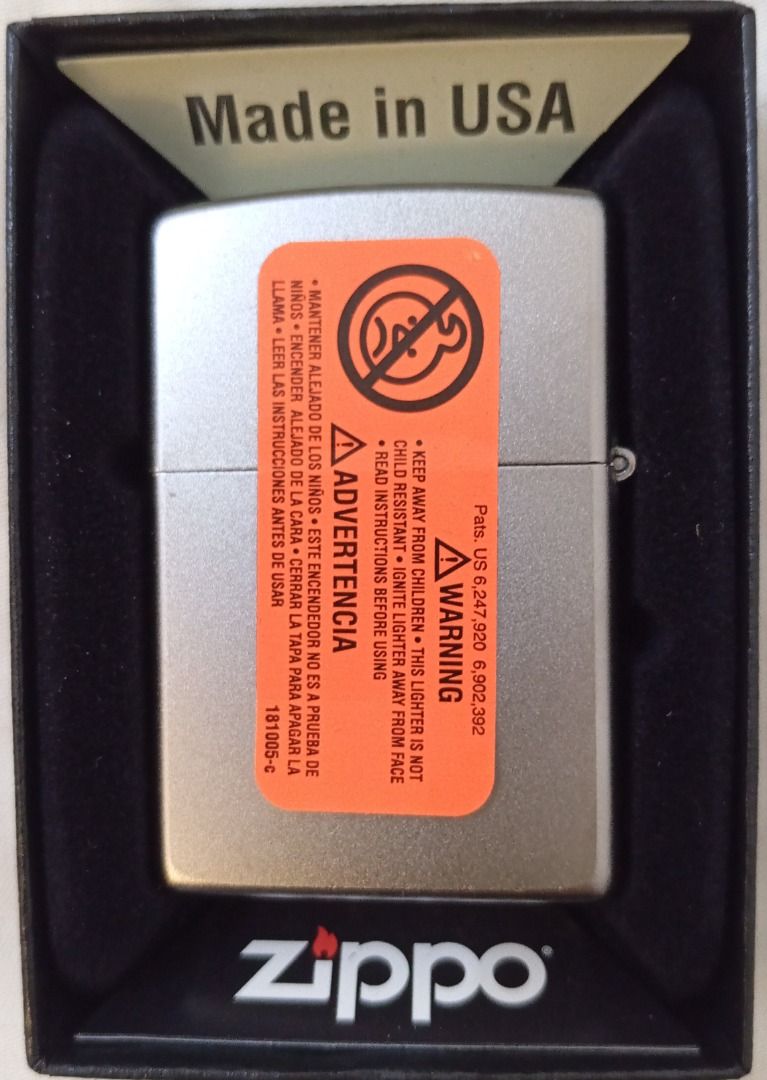 Made in USA
Pats. US 6,247,920 6,902,392
⚠WARNING
• KEEP AWAY FROM CHILDREN • THIS LIGHTER IS NOT
CHILD RESISTANT • IGNITE LIGHTER AWAY FROM FACE
• READ INSTRUCTIONS BEFORE USING
⚠ADVERTENCIA
• MANTENER ALEJADO DE LOS NIÑOS • ESTE ENCENDEDOR NO ES A PRUEBA DE
NIÑOS • ENCENDER ALEJADO DE LA CARA • CERRAR LA TAPA PARA APAGAR LA
LLAMA • LEER LAS INSTRUCCIONES ANTES DE USAR
181005-c
zippo®